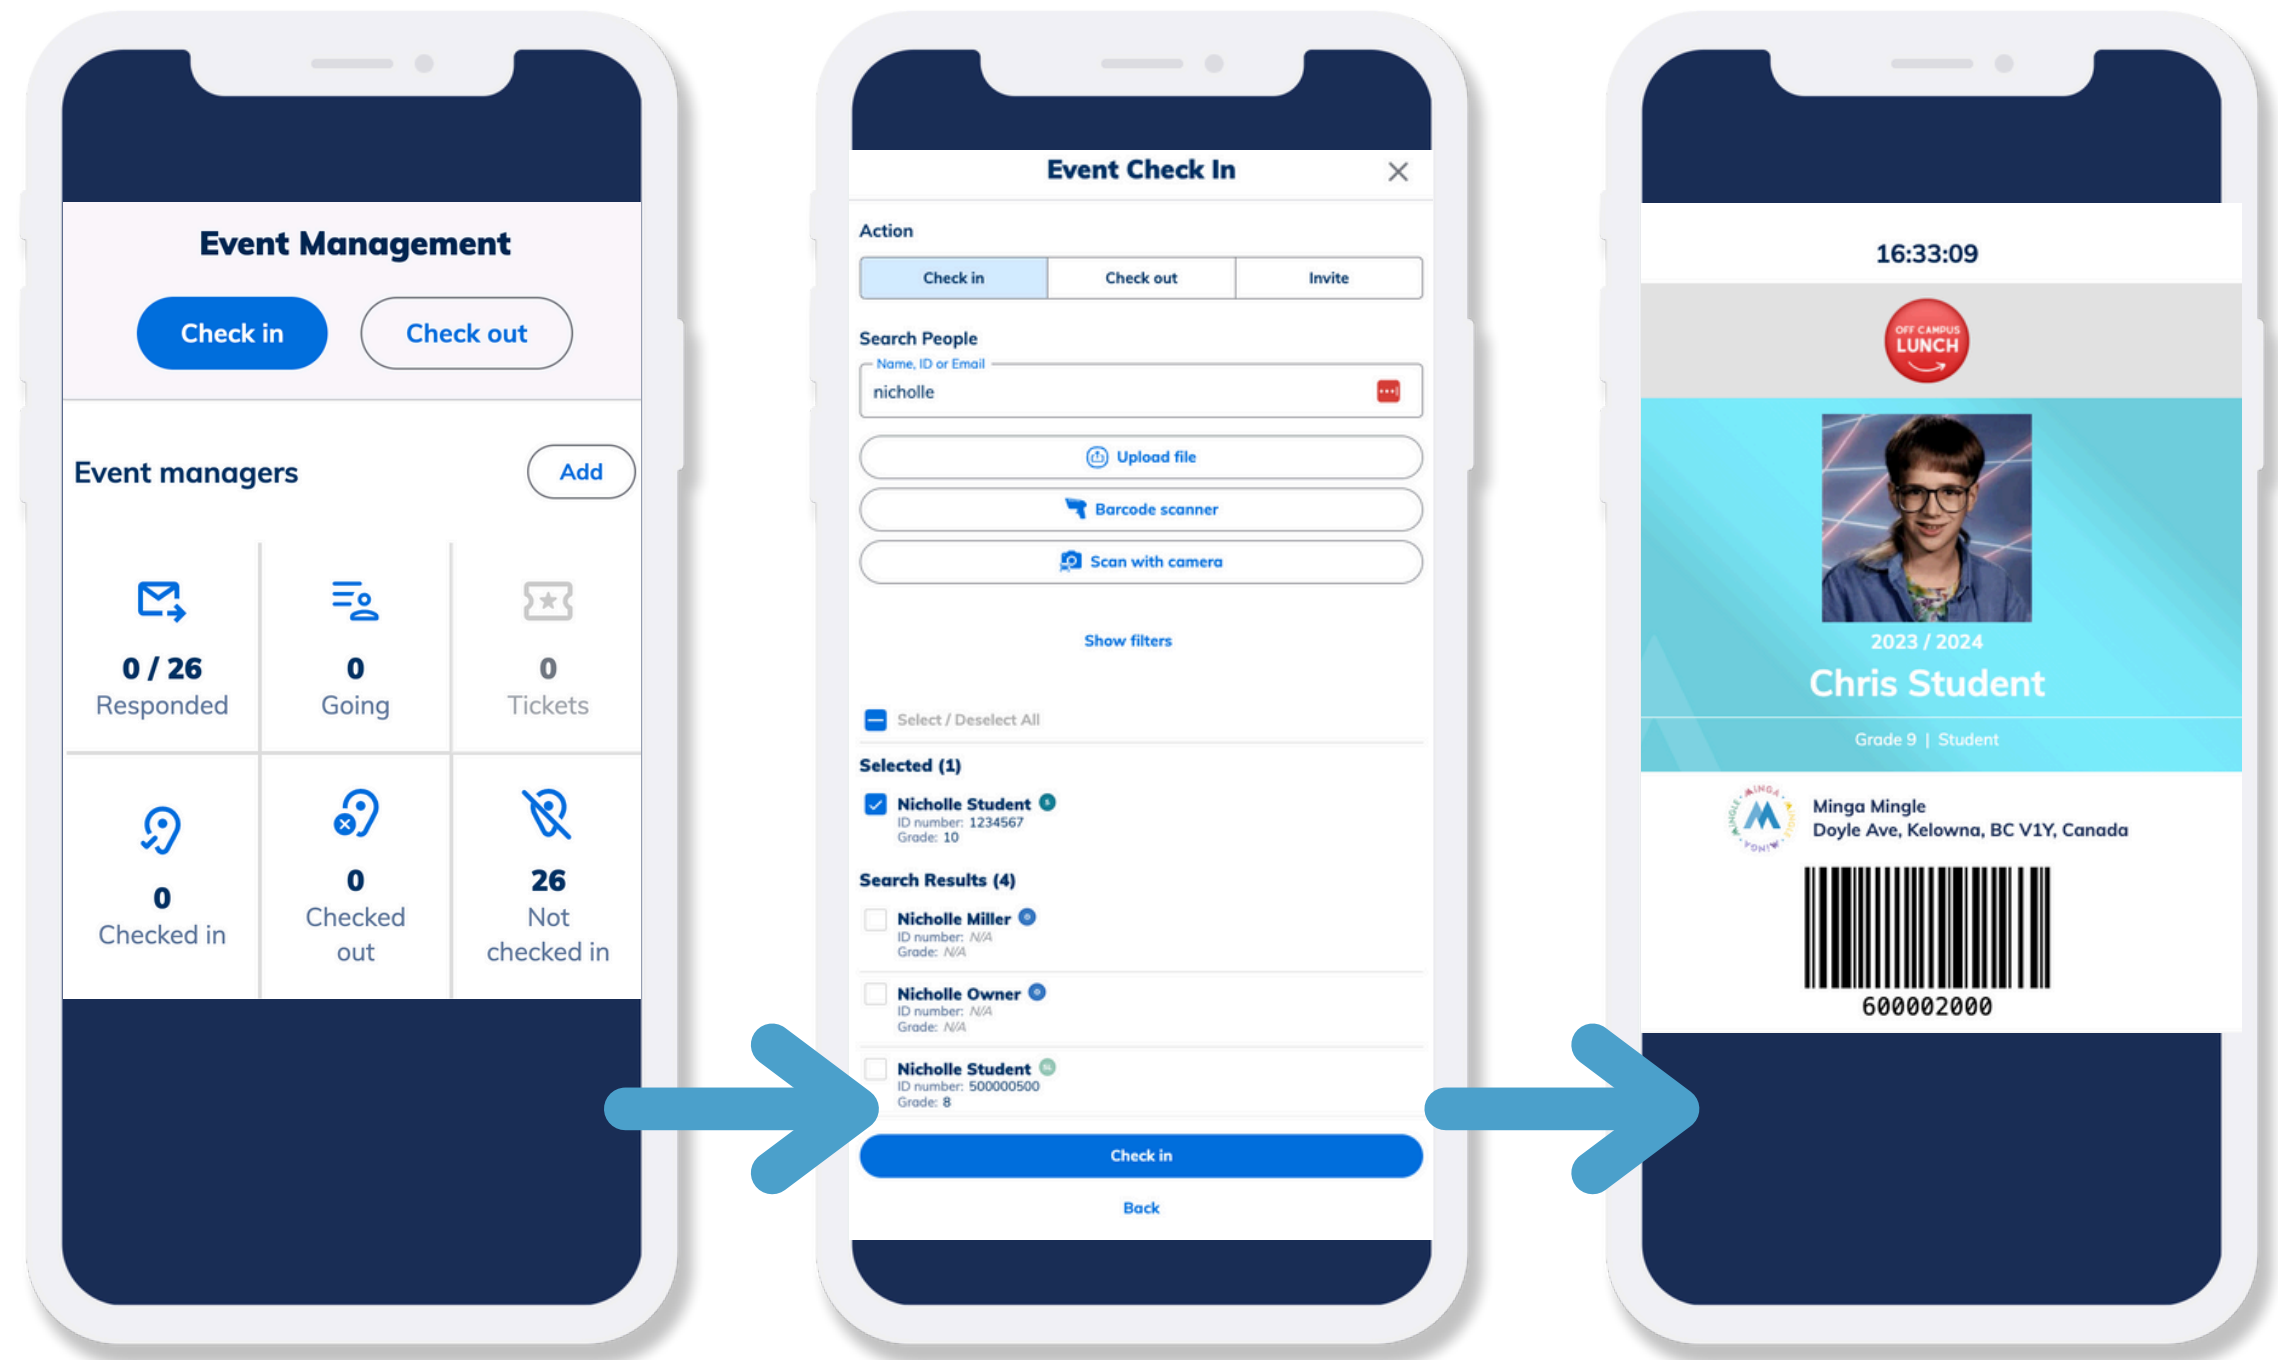 Event Management
Check in
Check out
Event managers
Add
0 / 26
Responded
0
Going
0
Tickets
0
Checked in
0
Checked
out
26
Not
checked in
Event Check In
Action
Check in
Check out
Invite
Search People
Name, ID or Email
nicholle
Upload file
Barcode scanner
Scan with camera
Show filters
Select / Deselect All
Selected (1)
Nicholle Student
ID number: 1234567
Grade: 10
Search Results (4)
Nicholle Miller
ID number: N/A
Grade: N/A
Nicholle Owner
ID number: N/A
Grade: N/A
Nicholle Student
ID number: 500000500
Grade: 8
Check in
Back
16:33:09
OFF CAMPUS
LUNCH
2023 / 2024
Chris Student
Grade 9 | Student
MINGA MINGLE MINGA MINGLE
Minga Mingle
Doyle Ave, Kelowna, BC V1Y, Canada
600002000